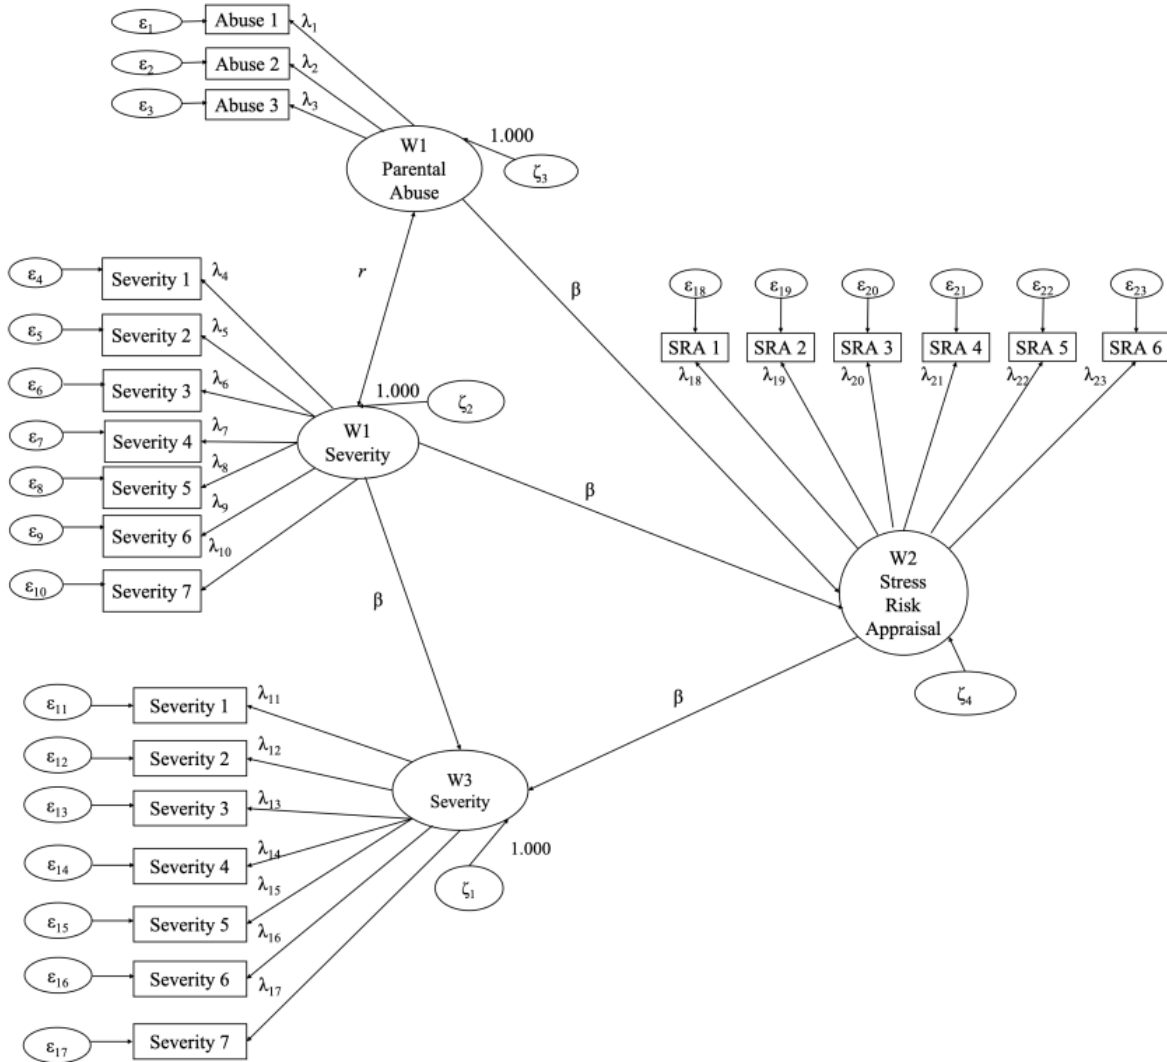 ε₁ Abuse 1 λ₁
ε₂ Abuse 2 λ₂
ε₃ Abuse 3 λ₃
W1
Parental
Abuse
1.000
ζ₃
r
β
ε₄ Severity 1 λ₄
ε₅ Severity 2 λ₅
ε₆ Severity 3 λ₆
ε₇ Severity 4 λ₇
ε₈ Severity 5 λ₈
ε₉ Severity 6 λ₉
ε₁₀ Severity 7 λ₁₀
W1
Severity
1.000
ζ₂
β
β
ε₁₈ ε₁₉ ε₂₀ ε₂₁ ε₂₂ ε₂₃
SRA 1 SRA 2 SRA 3 SRA 4 SRA 5 SRA 6
λ₁₈ λ₁₉ λ₂₀ λ₂₁ λ₂₂ λ₂₃
W2
Stress
Risk
Appraisal
ζ₄
β
ε₁₁ Severity 1 λ₁₁
ε₁₂ Severity 2 λ₁₂
ε₁₃ Severity 3 λ₁₃
ε₁₄ Severity 4 λ₁₄
ε₁₅ Severity 5 λ₁₅
ε₁₆ Severity 6 λ₁₆
ε₁₇ Severity 7 λ₁₇
W3
Severity
1.000
ζ₁